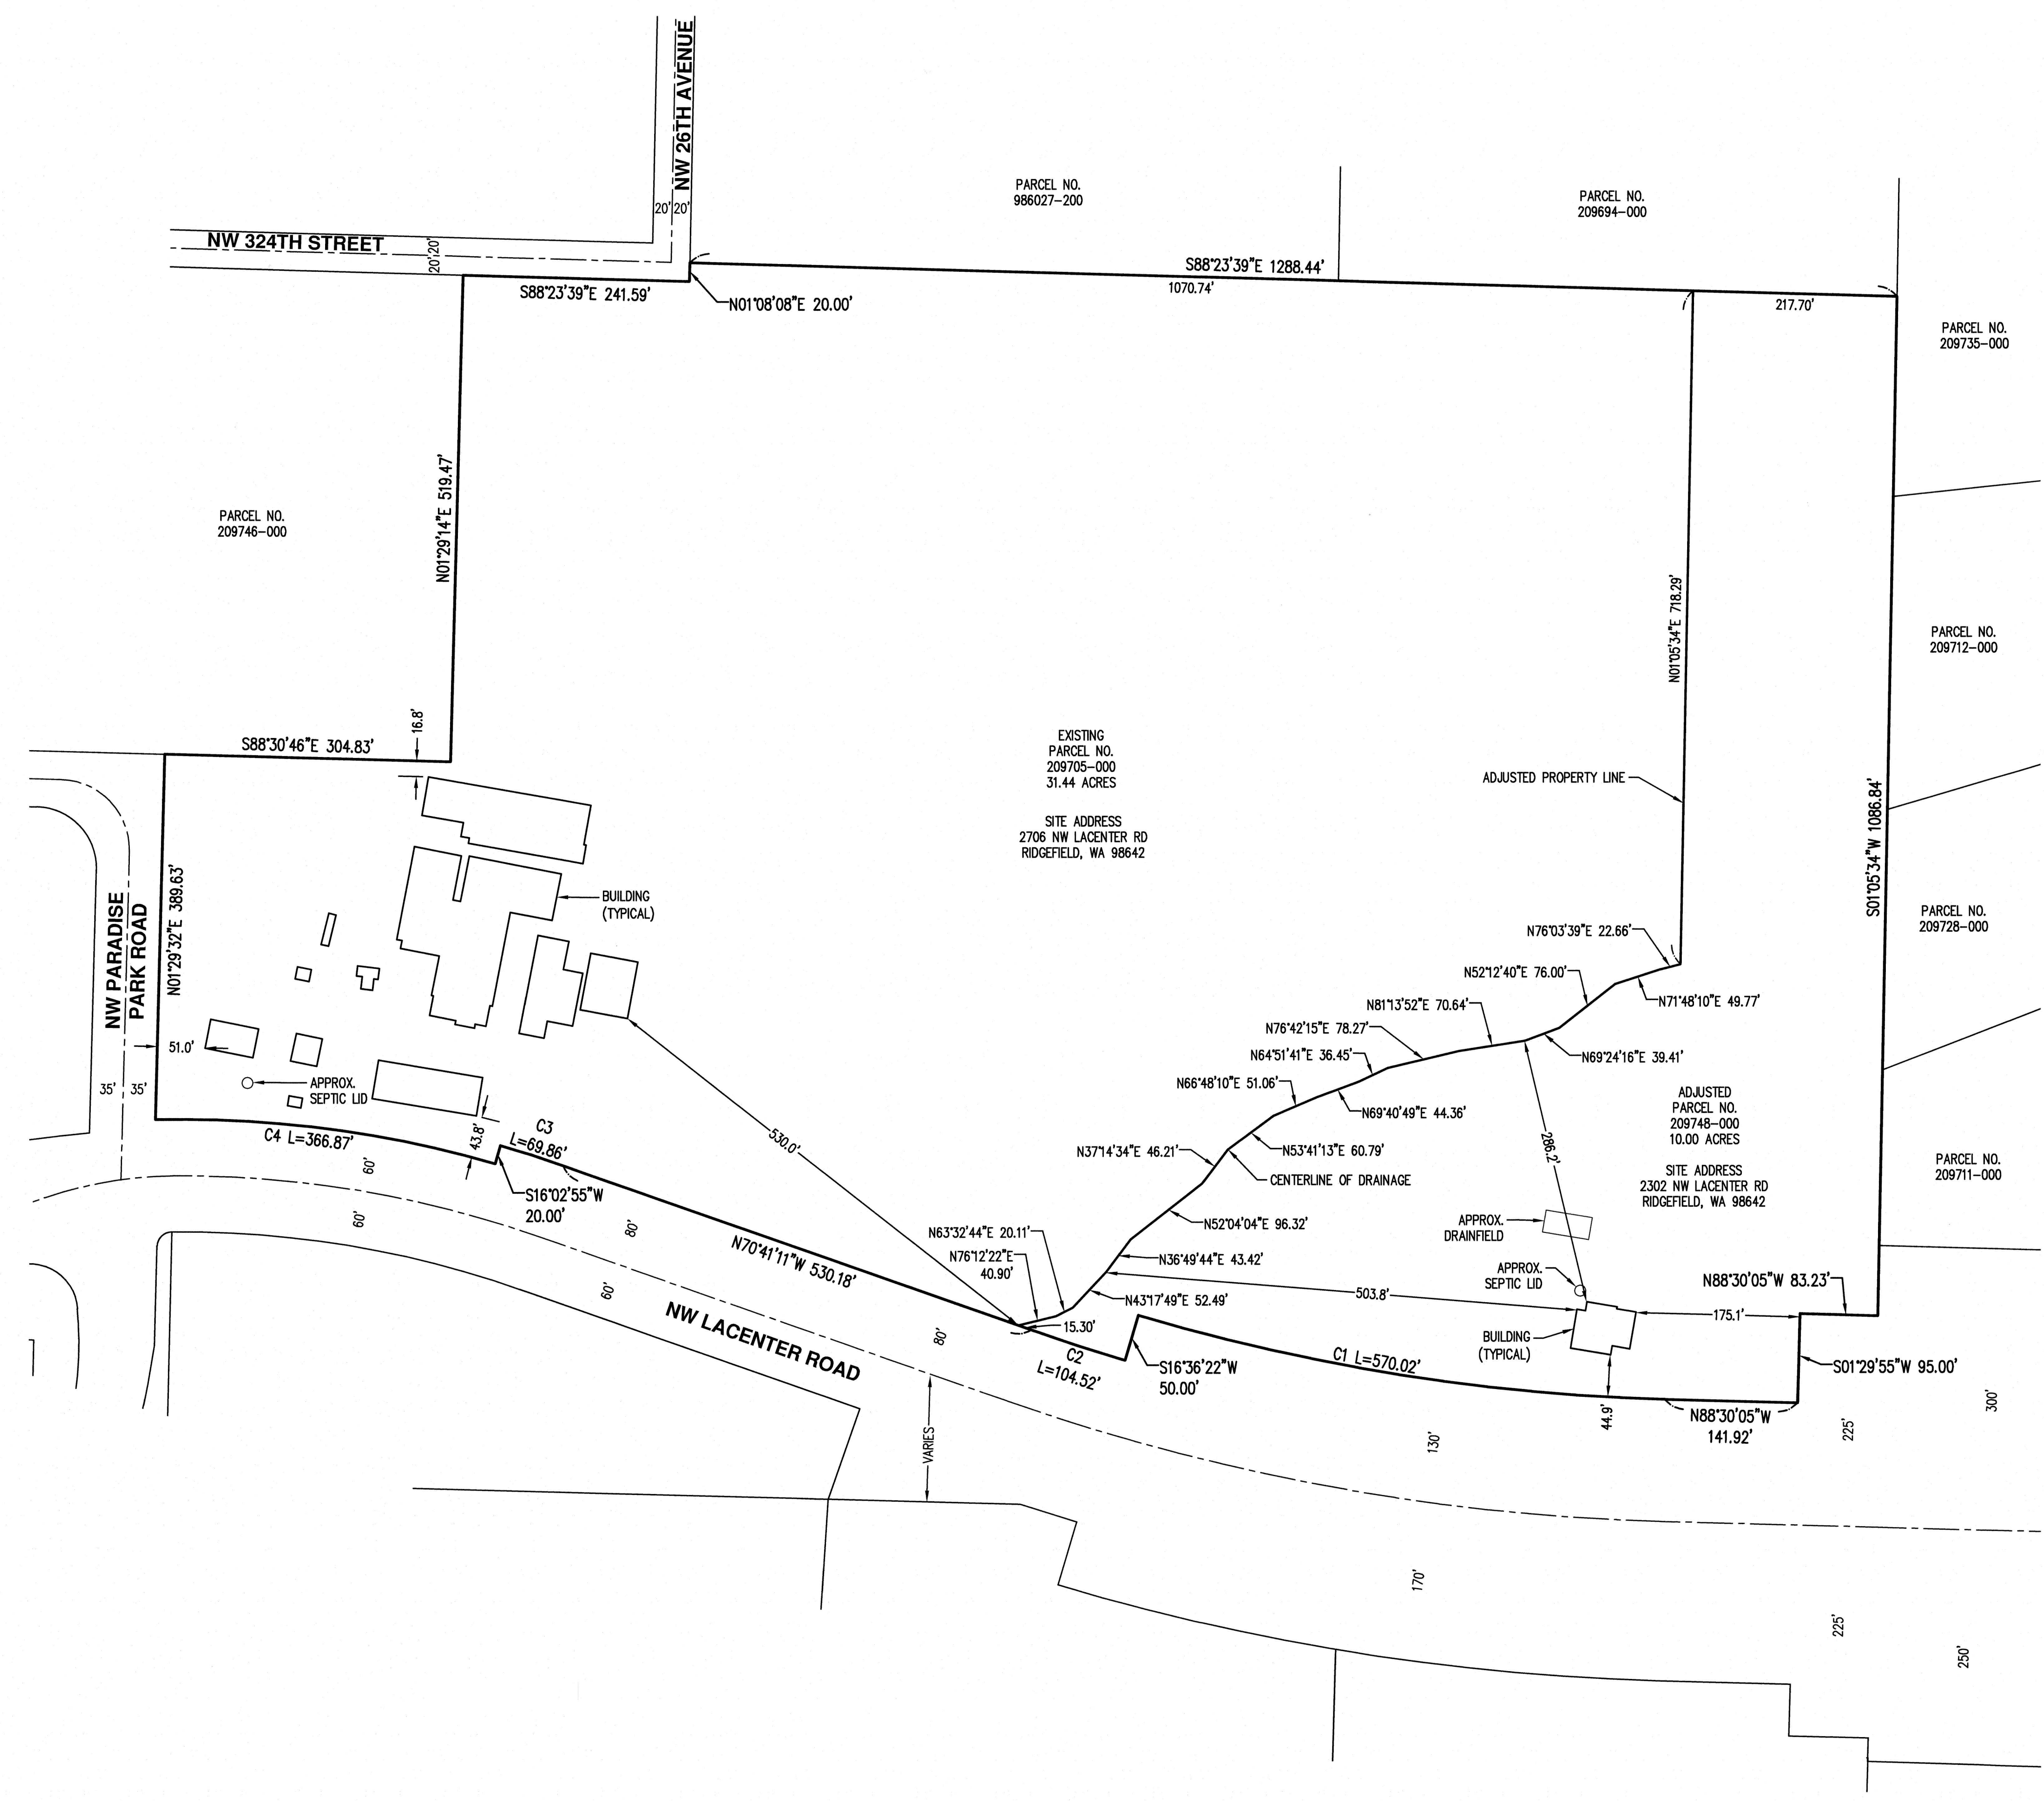 NW 26TH AVENUE
20' 20'
NW 324TH STREET
20' 20'
PARCEL NO.
986027-200
PARCEL NO.
209694-000
S88°23'39"E 241.59'
N01°08'08"E 20.00'
S88°23'39"E 1288.44'
1070.74'
217.70'
PARCEL NO.
209735-000
PARCEL NO.
209746-000
N01°29'14"E 519.47'
N01°05'34"E 718.29'
PARCEL NO.
209712-000
S88°30'46"E 304.83'
16.8'
EXISTING
PARCEL NO.
209705-000
31.44 ACRES
SITE ADDRESS
2706 NW LACENTER RD
RIDGEFIELD, WA 98642
ADJUSTED PROPERTY LINE
S01°05'34"W 1086.84'
PARCEL NO.
209728-000
NW PARADISE
PARK ROAD
N01°29'32"E 389.63'
BUILDING
(TYPICAL)
51.0'
35' 35'
APPROX.
SEPTIC LID
C4 L=366.87'
43.8'
C3
L=69.86'
S16°02'55"W
20.00'
60'
60'
80'
60'
530.0'
N70°41'11"W 530.18'
NW LACENTER ROAD
80'
VARIES
N76°03'39"E 22.66'
N52°12'40"E 76.00'
N71°48'10"E 49.77'
N81°13'52"E 70.64'
N76°42'15"E 78.27'
N69°24'16"E 39.41'
N64°51'41"E 36.45'
N66°48'10"E 51.06'
N69°40'49"E 44.36'
N53°41'13"E 60.79'
N37°14'34"E 46.21'
CENTERLINE OF DRAINAGE
N52°04'04"E 96.32'
N63°32'44"E 20.11'
N76°12'22"E
40.90'
N36°49'44"E 43.42'
N43°17'49"E 52.49'
15.30'
C2
L=104.52'
S16°36'22"W
50.00'
286.2'
ADJUSTED
PARCEL NO.
209748-000
10.00 ACRES
SITE ADDRESS
2302 NW LACENTER RD
RIDGEFIELD, WA 98642
PARCEL NO.
209711-000
APPROX.
DRAINFIELD
APPROX.
SEPTIC LID
N88°30'05"W 83.23'
503.8'
175.1'
BUILDING
(TYPICAL)
C1 L=570.02'
S01°29'55"W 95.00'
44.9'
N88°30'05"W
141.92'
130'
225'
300'
170'
225'
250'